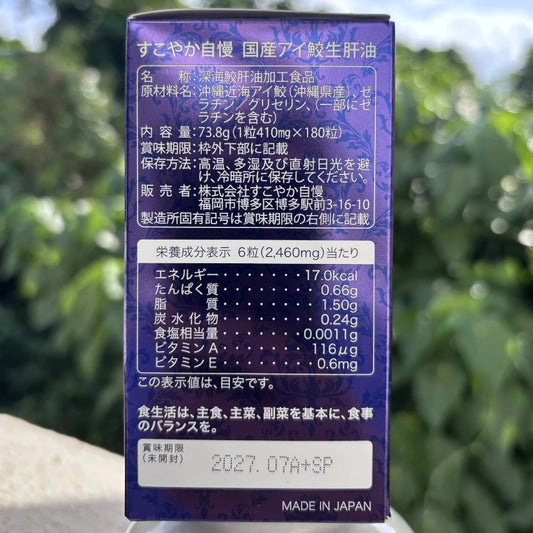 すこやか自慢 国産アイ鮫生肝油
名称:深海鮫肝油加工食品
原材料名:沖縄近海アイ鮫(沖縄県産)、ゼ
ラチン/グリセリン、(一部にゼ
ラチンを含む)
内容量:73.8g(1粒410mg×180粒)
賞味期限:枠外下部に記載
保存方法:高温、多湿及び直射日光を避
け、冷暗所に保存してください。
販売者:株式会社すこやか自慢
福岡市博多区博多駅前3-16-10
製造所固有記号は賞味期限の右側に記載
栄養成分表示 6粒(2,460mg)当たり
エネルギー・・・・・・・17.0kcal
たんぱく質・・・・・・・0.66g
脂質・・・・・・・1.50g
炭水化物・・・・・・・0.24g
食塩相当量・・・・・・・0.0011g
ビタミンA・・・・・・・116μg
ビタミンE・・・・・・・0.6mg
この表示値は、目安です。
食生活は、主食、主菜、副菜を基本に、食事
のバランスを。
賞味期限
(未開封)
2027.07A+SP
MADE IN JAPAN